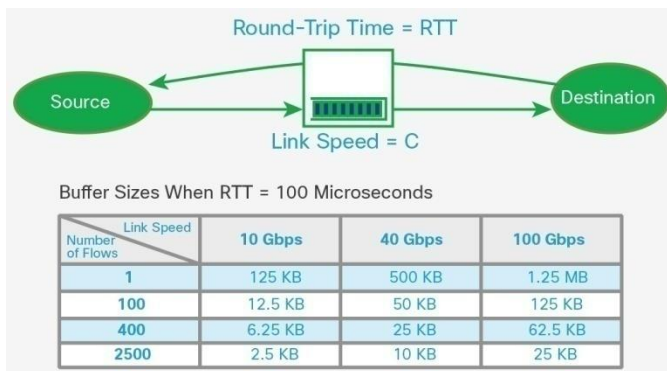 Round-Trip Time = RTT
Source
Destination
Link Speed = C
Buffer Sizes When RTT = 100 Microseconds
Link Speed
Number of Flows
10 Gbps 40 Gbps 100 Gbps
1 125 KB 500 KB 1.25 MB
100 12.5 KB 50 KB 125 KB
400 6.25 KB 25 KB 62.5 KB
2500 2.5 KB 10 KB 25 KB